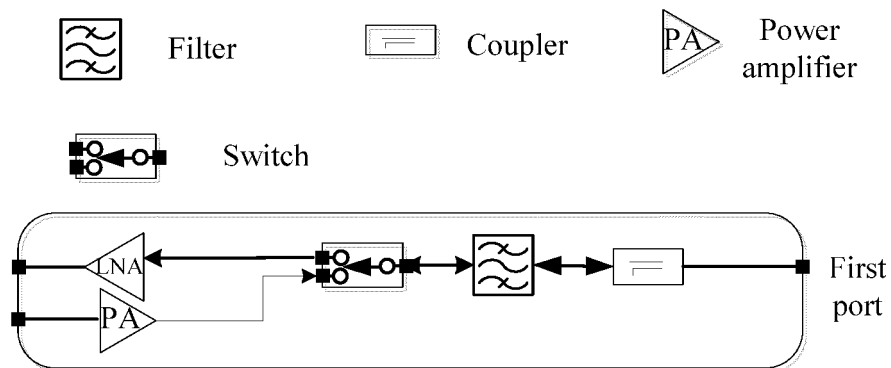 Filter
Coupler
PA
Power
amplifier
Switch
LNA
PA
First
port